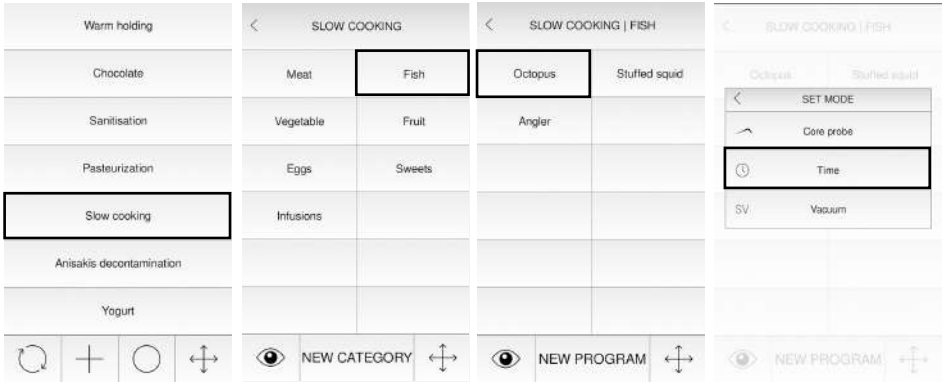 Warm holding
Chocolate
Sanitisation
Pasteurization
Slow cooking
Anisakis decontamination
Yogurt
SLOW COOKING
Meat Fish
Vegetable Fruit
Eggs Sweets
Infusions
NEW CATEGORY
SLOW COOKING | FISH
Octopus Stuffed squid
Angler
NEW PROGRAM
SLOW COOKING | FISH
Octopus Stuffed squid
SET MODE
Core probe
Time
SV Vacuum
NEW PROGRAM